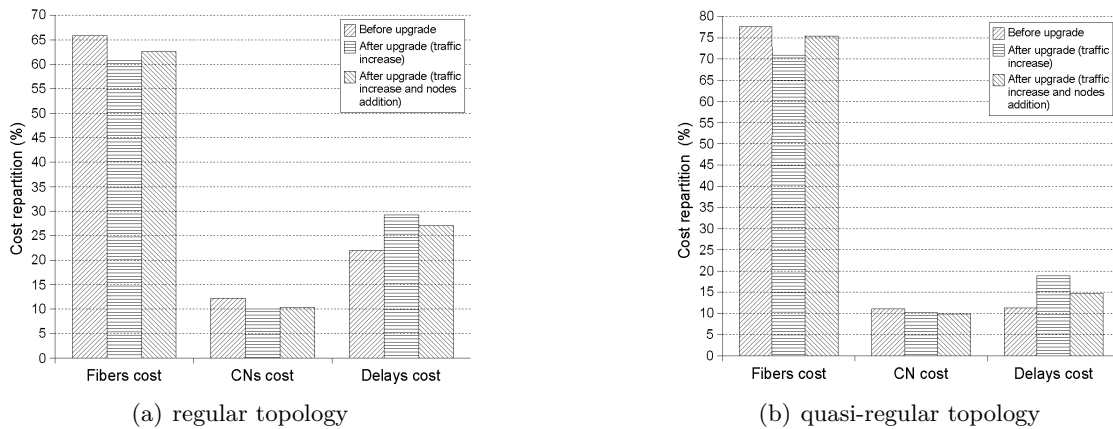 Cost repartition (%)
70
65
60
55
50
45
40
35
30
25
20
15
10
5
0
Before upgrade
After upgrade (traffic
increase)
After upgrade (traffic
increase and nodes
addition)
Fibers cost
CNs cost
Delays cost
(a) regular topology
Cost repartition (%)
80
75
70
65
60
55
50
45
40
35
30
25
20
15
10
5
0
Before upgrade
After upgrade (traffic
increase)
After upgrade (traffic
increase and nodes
addition)
Fibers cost
CN cost
Delays cost
(b) quasi-regular topology